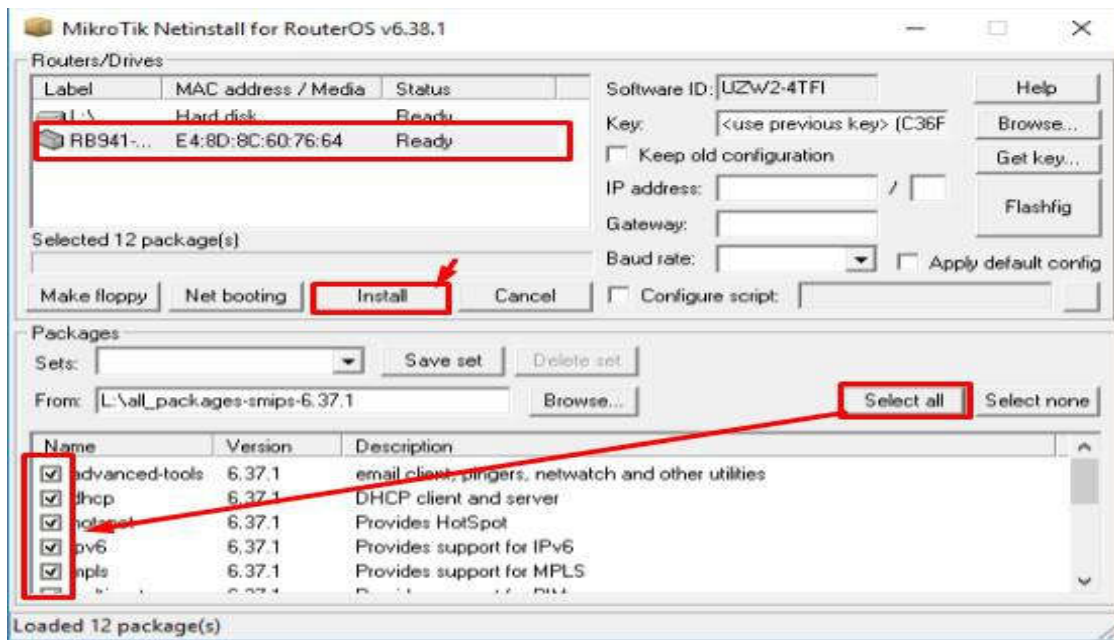 MikroTik Netinstall for RouterOS v6.38.1
Routers/Drives
Label MAC address / Media Status
Hard disk Ready
RB941-... E4:8D:8C:60:76:64 Ready
Selected 12 package(s)
Make floppy Net booting Install Cancel
Software ID: UZW2-4TFI Help
Key: <use previous key> (C36F Browse...
Keep old configuration Get key...
IP address: /
Flashfig
Gateway:
Baud rate: Apply default config
Configure script:
Packages
Sets: Save set Delete set
From: L:\all_packages-smips-6.37.1 Browse... Select all Select none
Name Version Description
advanced-tools 6.37.1 email client, pingers, netwatch and other utilities
dhcp 6.37.1 DHCP client and server
hotspot 6.37.1 Provides HotSpot
ipv6 6.37.1 Provides support for IPv6
mpls 6.37.1 Provides support for MPLS
Loaded 12 package(s)